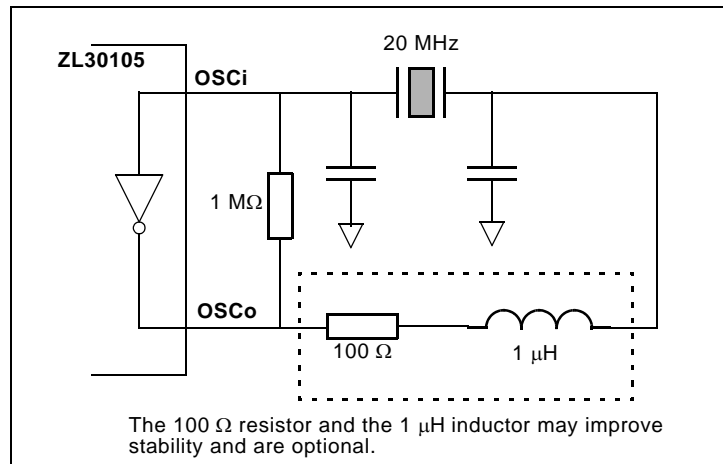 20 MHz
ZL30105
OSCi
1 MΩ
OSCo
100 Ω
1 μH
The 100 Ω resistor and the 1 μH inductor may improve
stability and are optional.